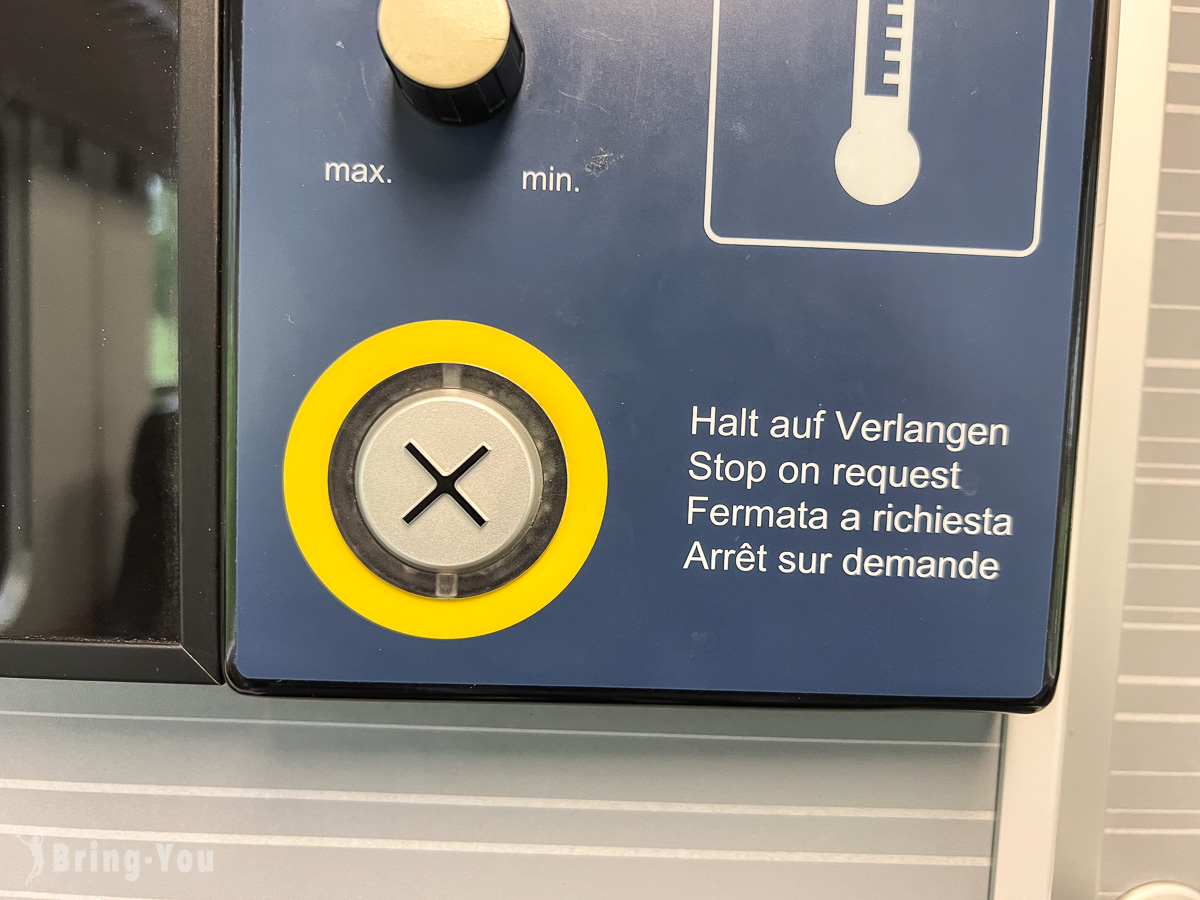 max.
min.
Halt auf Verlangen
Stop on request
Fermata a richiesta
Arrêt sur demande
Bring-You